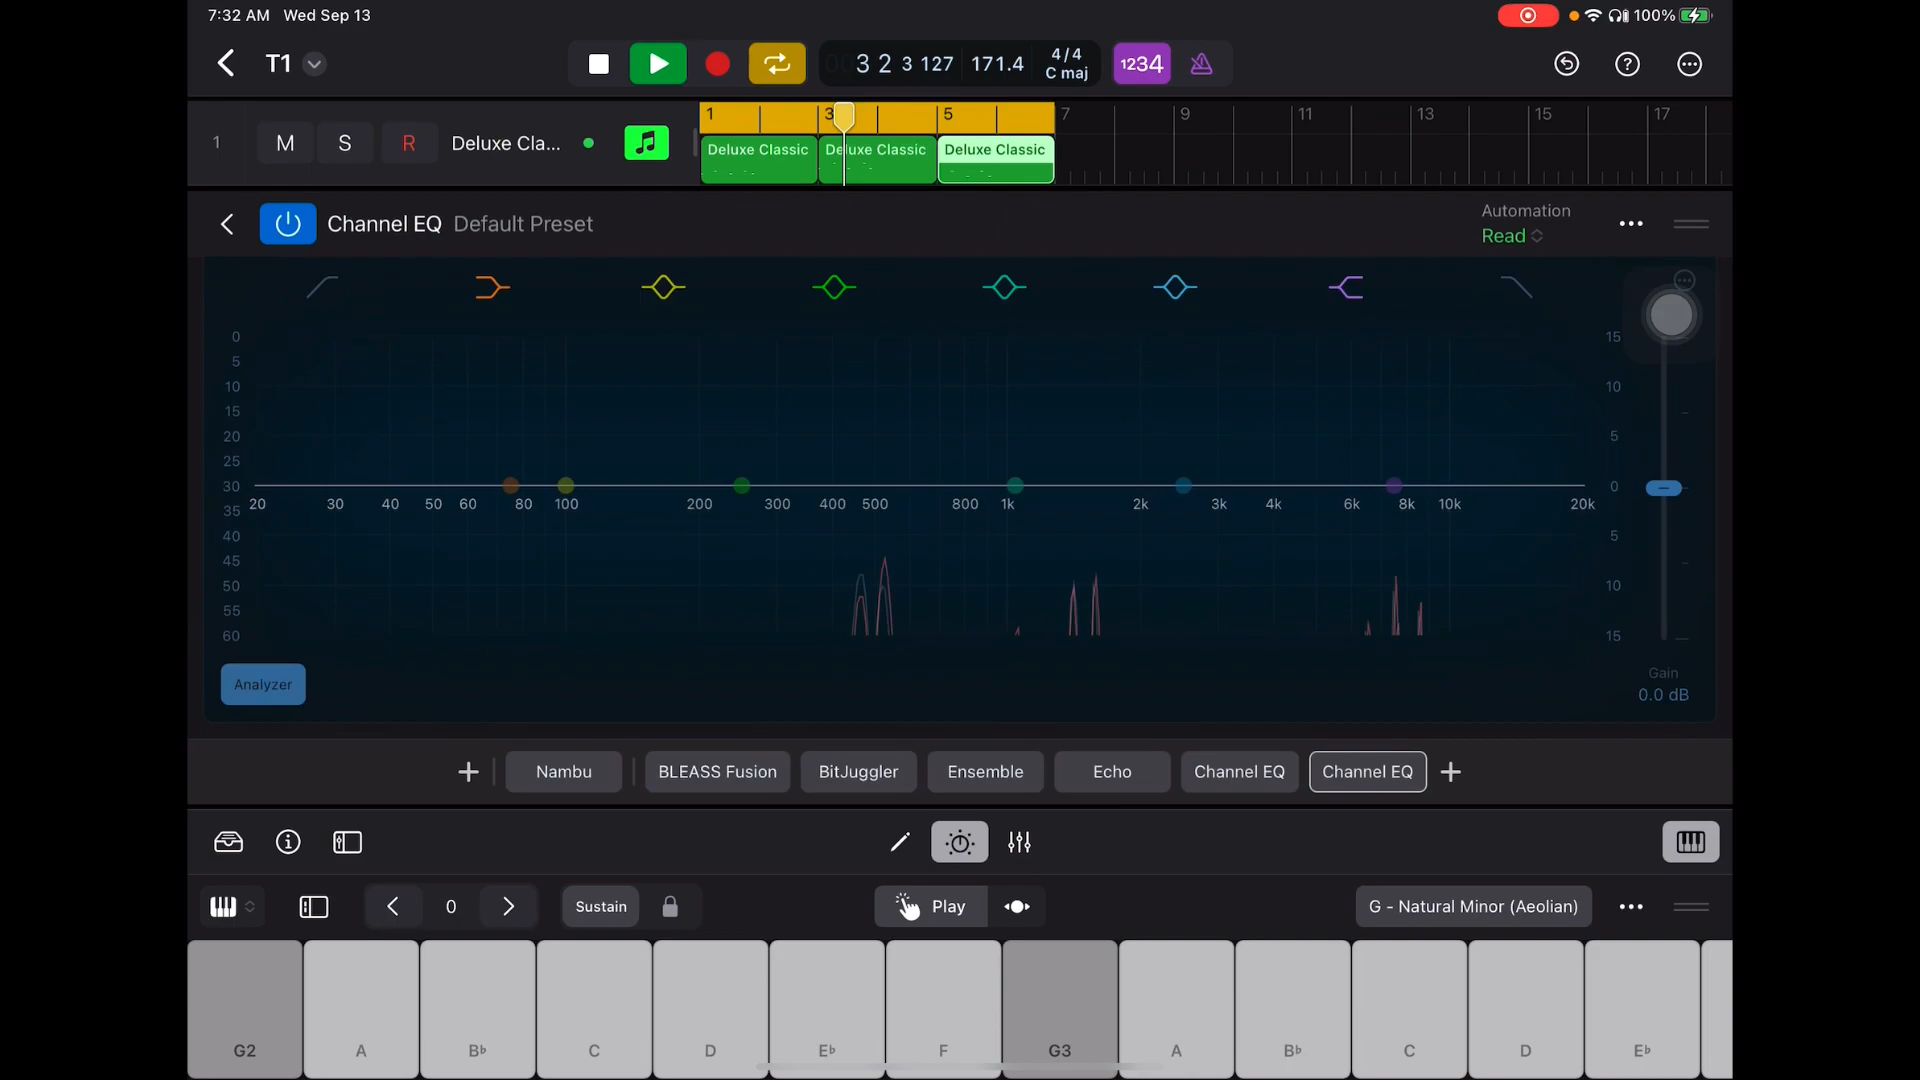 7:32 AM Wed Sep 13
100%
T1
00 3 2 3 127 171.4 4/4 C maj
1234
1 M S R Deluxe Cla...
1 3 5 7 9 11 13 15 17
Deluxe Classic Deluxe Classic Deluxe Classic
Channel EQ Default Preset
Automation
Read
0 15
5
10 10
15
20 5
25
30 0
20 30 40 50 60 80 100 200 300 400 500 800 1k 2k 3k 4k 6k 8k 10k 20k
35
40 5
45
50 10
55
60 15
Analyzer
Gain
0.0 dB
+ Nambu BLEASS Fusion BitJuggler Ensemble Echo Channel EQ Channel EQ +
0 Sustain Play G - Natural Minor (Aeolian)
G2 A B♭ C D E♭ F G3 A B♭ C D E♭